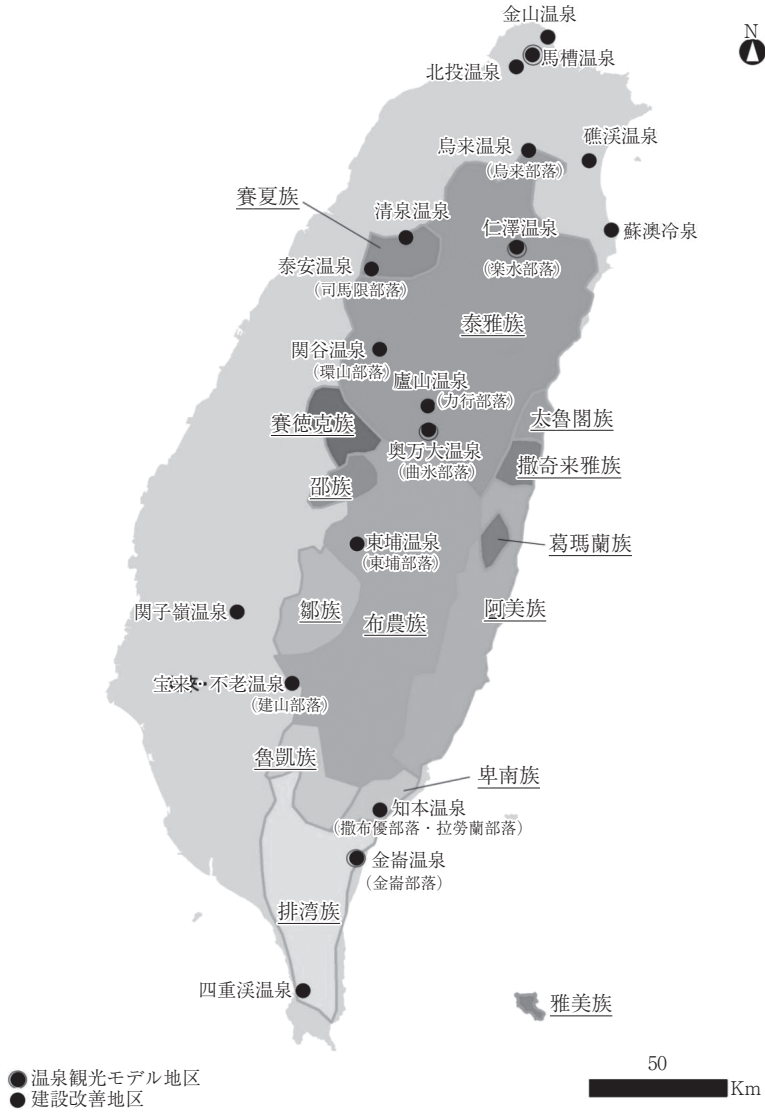 金山温泉
N
馬槽温泉
北投温泉
礁渓温泉
烏来温泉
(烏来部落)
賽夏族
清泉温泉
仁澤温泉
蘇澳冷泉
泰安温泉
(楽水部落)
(司馬限部落)
泰雅族
関谷温泉
(環山部落)
廬山温泉
(力行部落)
賽徳克族
太魯閣族
奥万大温泉
(曲氷部落)
撒奇来雅族
邵族
東埔温泉
(東埔部落)
葛瑪蘭族
関子嶺温泉
鄒族
布農族
阿美族
宝来 不老温泉
(建山部落)
魯凱族
卑南族
知本温泉
(撒布優部落・拉勞蘭部落)
金崙温泉
(金崙部落)
排湾族
四重渓温泉
雅美族
温泉観光モデル地区
建設改善地区
50
Km